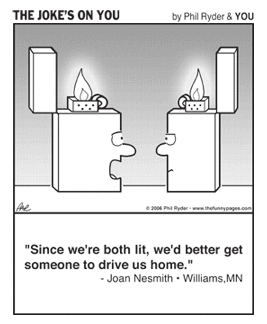 THE JOKE'S ON YOU by Phil Ryder & YOU
© 2006 Phil Ryder - www.thefunnypages.com
"Since we're both lit, we'd better get
someone to drive us home."
- Joan Nesmith • Williams,MN